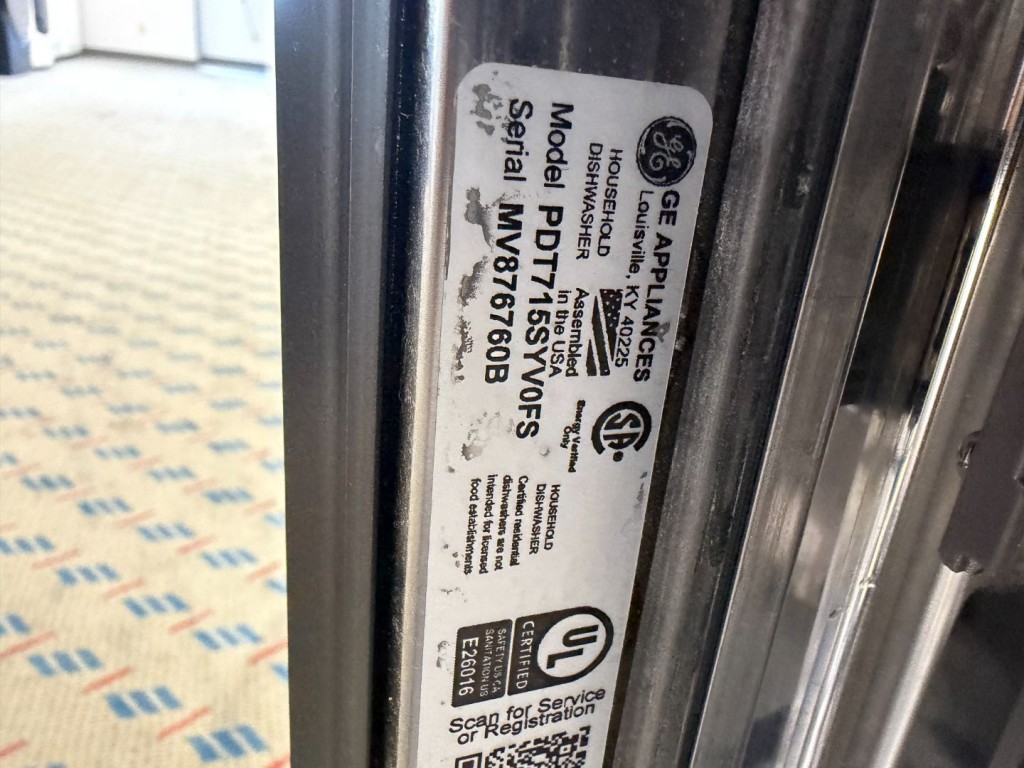 GE
GE APPLIANCES
Louisville, KY 40225
HOUSEHOLD
DISHWASHER
Assembled
in the USA
Model PDT715SYV0FS
Serial MV876760B
SA
Energy Verified
Only
HOUSEHOLD
DISHWASHER
Certified residential
dishwashers are not
intended for licensed
food establishments
UL
CERTIFIED
SAFETY US CA
SANITATION US
E26016
Scan for Service
or Registration